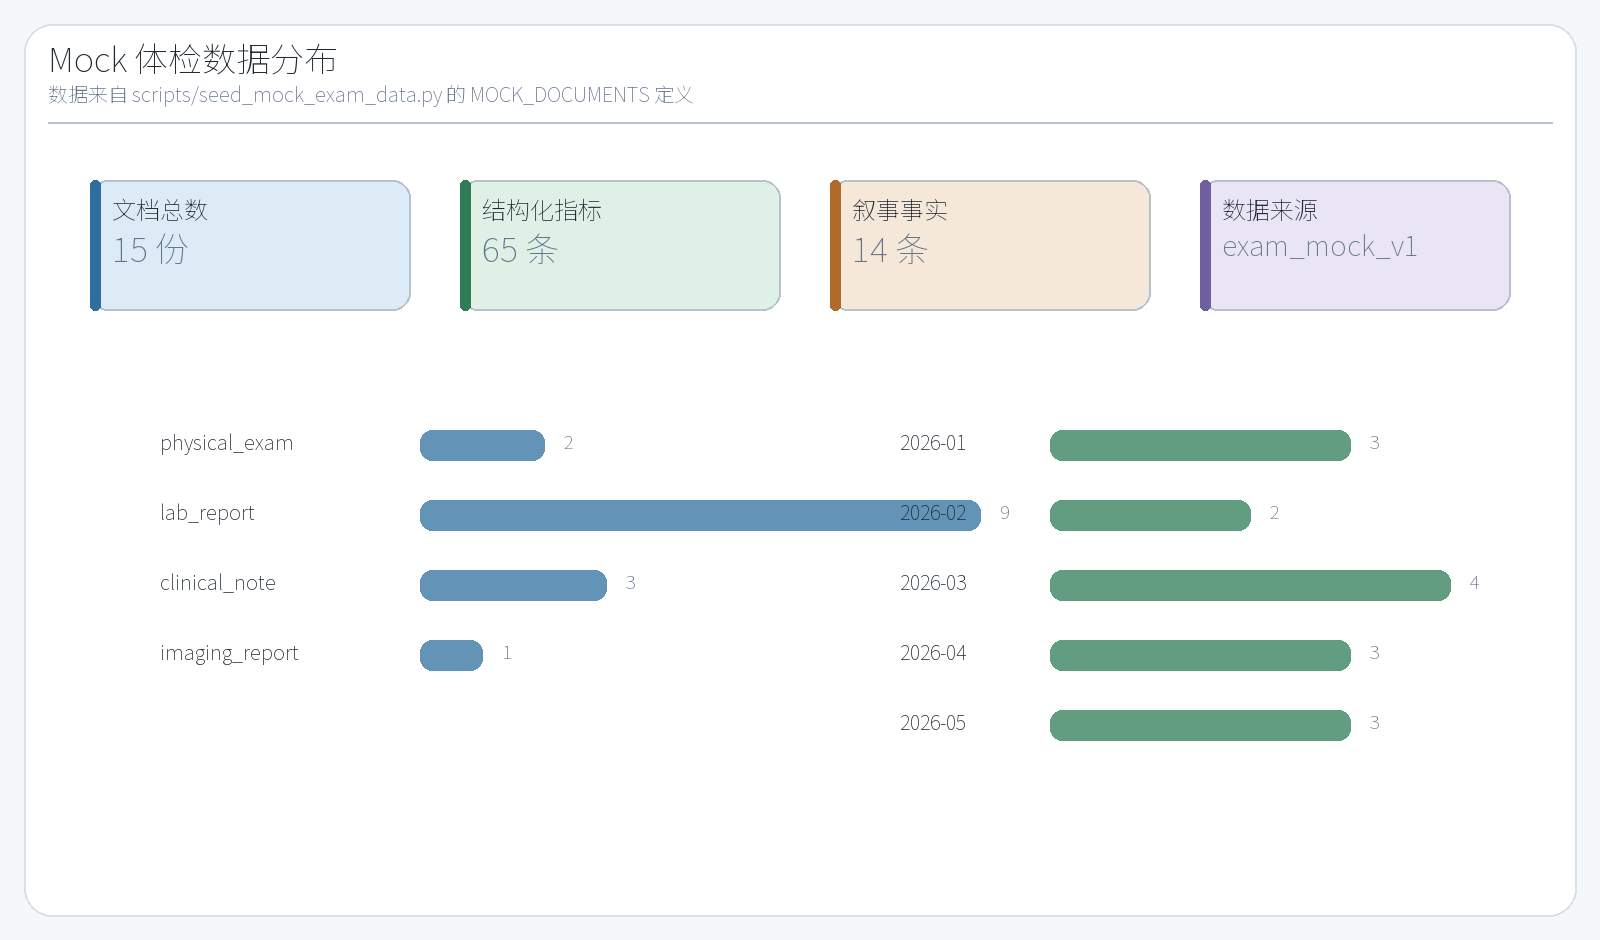 Mock 体检数据分布
数据来自 scripts/seed_mock_exam_data.py 的 MOCK_DOCUMENTS 定义
文档总数
15 份
结构化指标
65 条
叙事事实
14 条
数据来源
exam_mock_v1
physical_exam 2
lab_report 9
clinical_note 3
imaging_report 1
2026-01 3
2026-02 2
2026-03 4
2026-04 3
2026-05 3